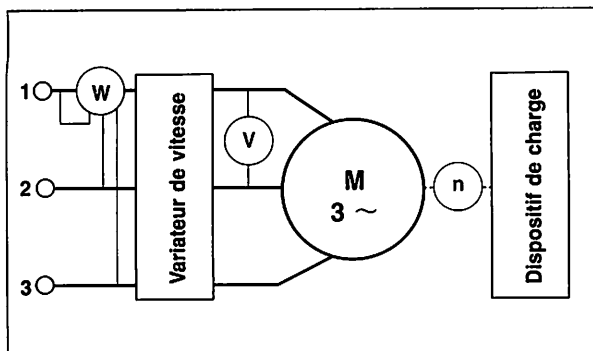 1
W
2
3
Variateur de vitesse
V
M
3 ~
n
Dispositif de charge